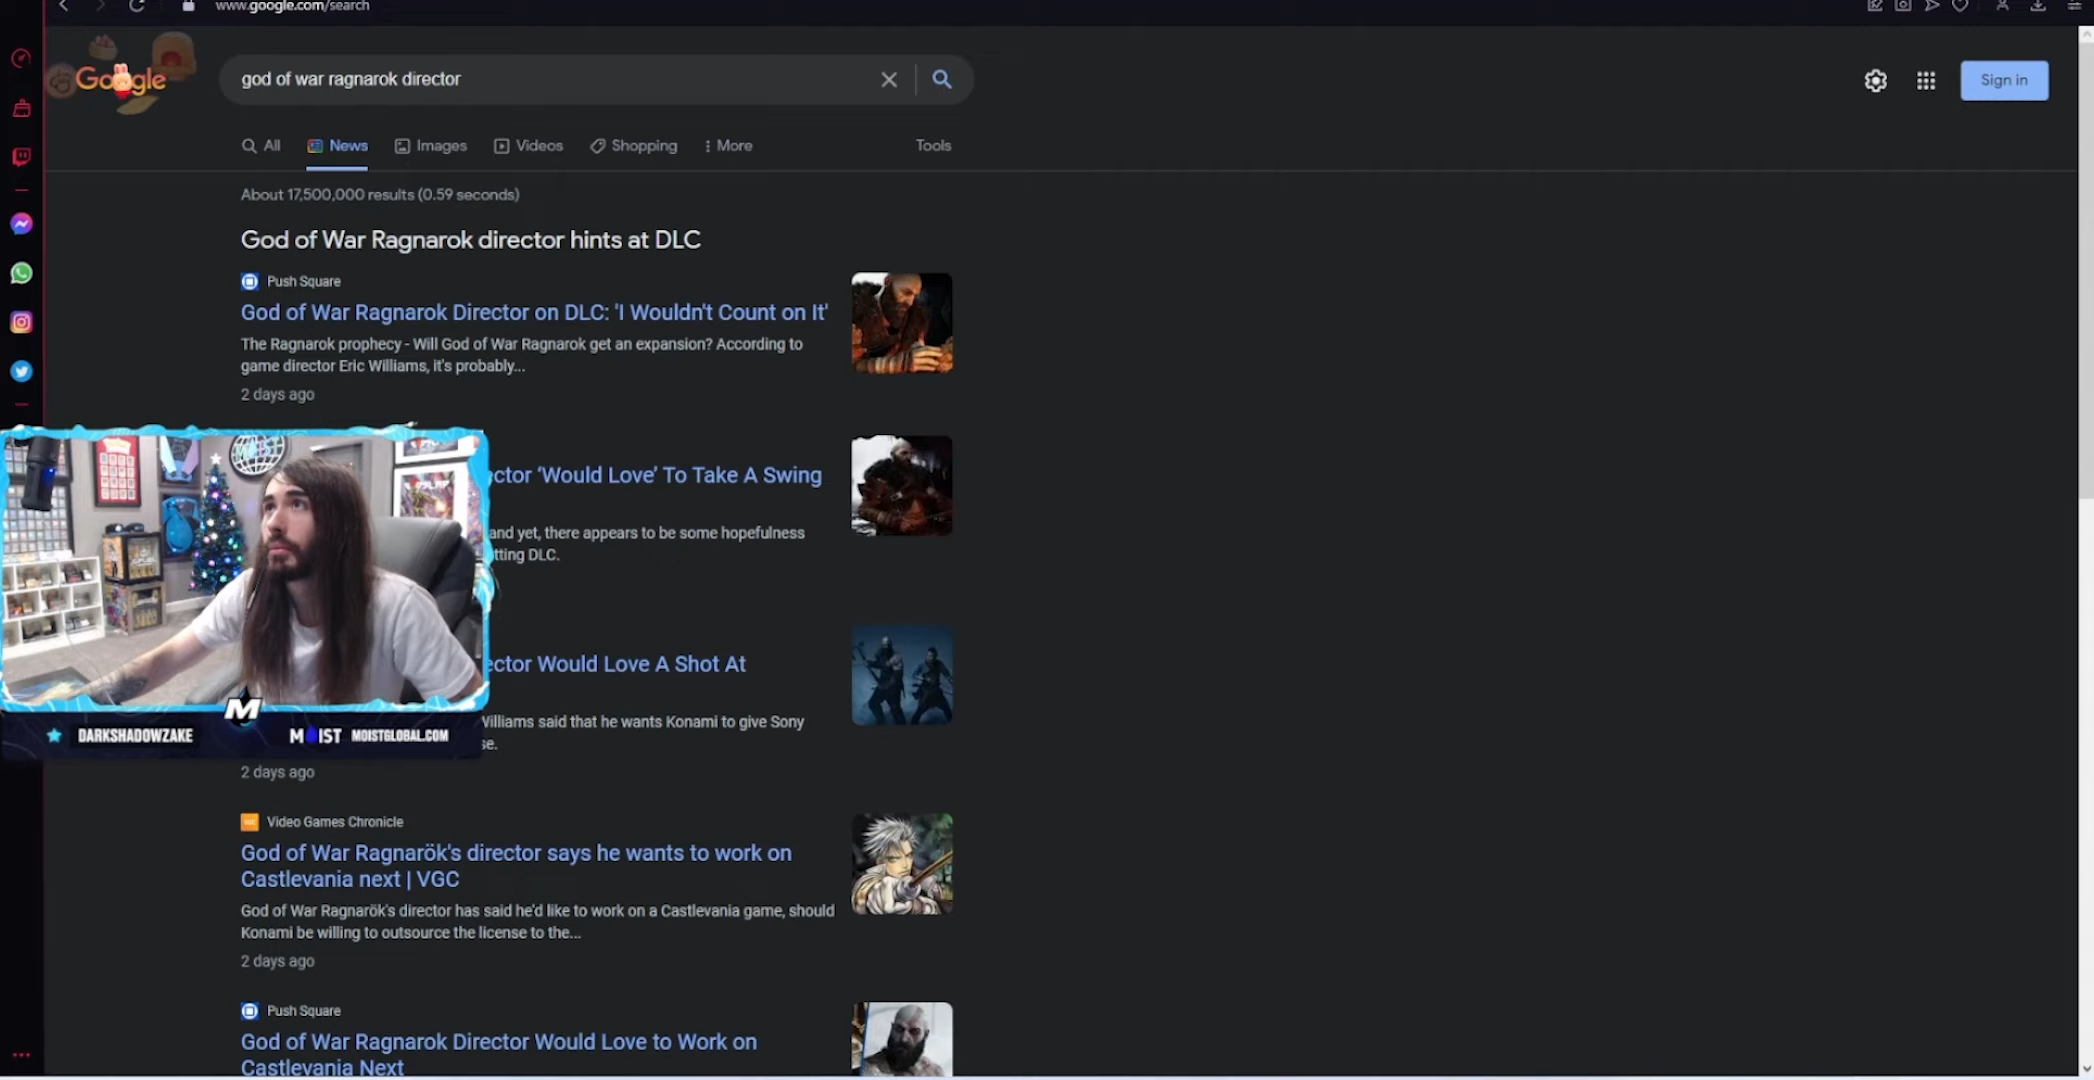 www.google.com/search
Google
god of war ragnarok director
Sign in
All
News
Images
Videos
Shopping
More
Tools
About 17,500,000 results (0.59 seconds)
God of War Ragnarok director hints at DLC
Push Square
God of War Ragnarok Director on DLC: 'I Wouldn't Count on It'
The Ragnarok prophecy - Will God of War Ragnarok get an expansion? According to
game director Eric Williams, it's probably...
2 days ago
ector ‘Would Love’ To Take A Swing
and yet, there appears to be some hopefulness
tting DLC.
ector Would Love A Shot At
Williams said that he wants Konami to give Sony
se.
DARKSHADOWZAKE
M
MOIST
MOISTGLOBAL.COM
2 days ago
Video Games Chronicle
God of War Ragnarök's director says he wants to work on
Castlevania next | VGC
God of War Ragnarök's director has said he'd like to work on a Castlevania game, should
Konami be willing to outsource the license to the...
2 days ago
Push Square
God of War Ragnarok Director Would Love to Work on
Castlevania Next